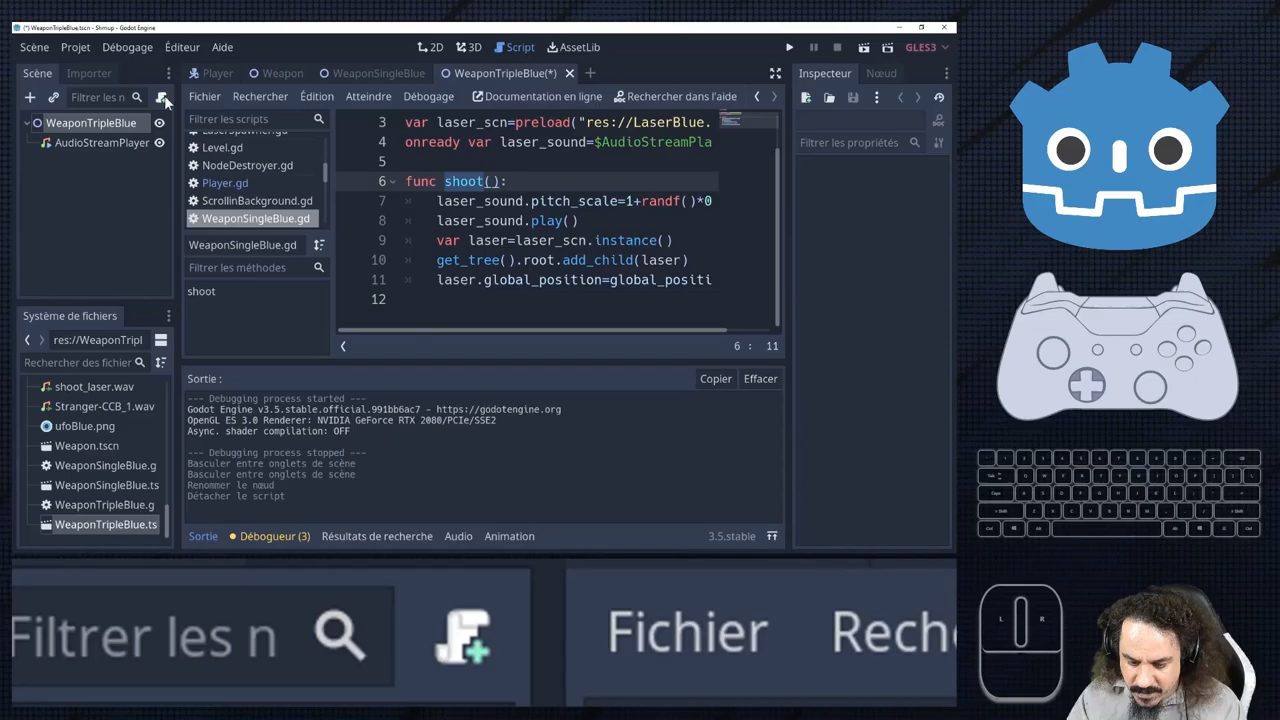 (*) WeaponTripleBlue.tscn - Shmup - Godot Engine
Scène Projet Débogage Éditeur Aide
2D 3D Script AssetLib
GLES3
Scène Importer
Player Weapon WeaponSingleBlue WeaponTripleBlue(*)
Inspecteur Nœud
Filtrer les n
Fichier Rechercher Édition Atteindre Débogage Documentation en ligne Rechercher dans l'aide
WeaponTripleBlue
AudioStreamPlayer
Filtrer les scripts
Level.gd
NodeDestroyer.gd
Player.gd
ScrollinBackground.gd
WeaponSingleBlue.gd
WeaponSingleBlue.gd
Filtrer les méthodes
shoot
3 var laser_scn=preload("res://LaserBlue.
4 onready var laser_sound=$AudioStreamPla
5
6 func shoot():
7 laser_sound.pitch_scale=1+randf()*0
8 laser_sound.play()
9 var laser=laser_scn.instance()
10 get_tree().root.add_child(laser)
11 laser.global_position=global_positi
12
6 : 11
Filtrer les propriétés
Système de fichiers
res://WeaponTripl
Rechercher des fichier
shoot_laser.wav
Stranger-CCB_1.wav
ufoBlue.png
Weapon.tscn
WeaponSingleBlue.g
WeaponSingleBlue.ts
WeaponTripleBlue.g
WeaponTripleBlue.ts
Sortie :
Copier Effacer
--- Debugging process started ---
Godot Engine v3.5.stable.official.991bb6ac7 - https://godotengine.org
OpenGL ES 3.0 Renderer: NVIDIA GeForce RTX 2080/PCIe/SSE2
Async. shader compilation: OFF
--- Debugging process stopped ---
Basculer entre onglets de scène
Basculer entre onglets de scène
Renommer le nœud
Détacher le script
Sortie Débogueur (3) Résultats de recherche Audio Animation
3.5.stable
Filtrer les n
Fichier
Reche
L R